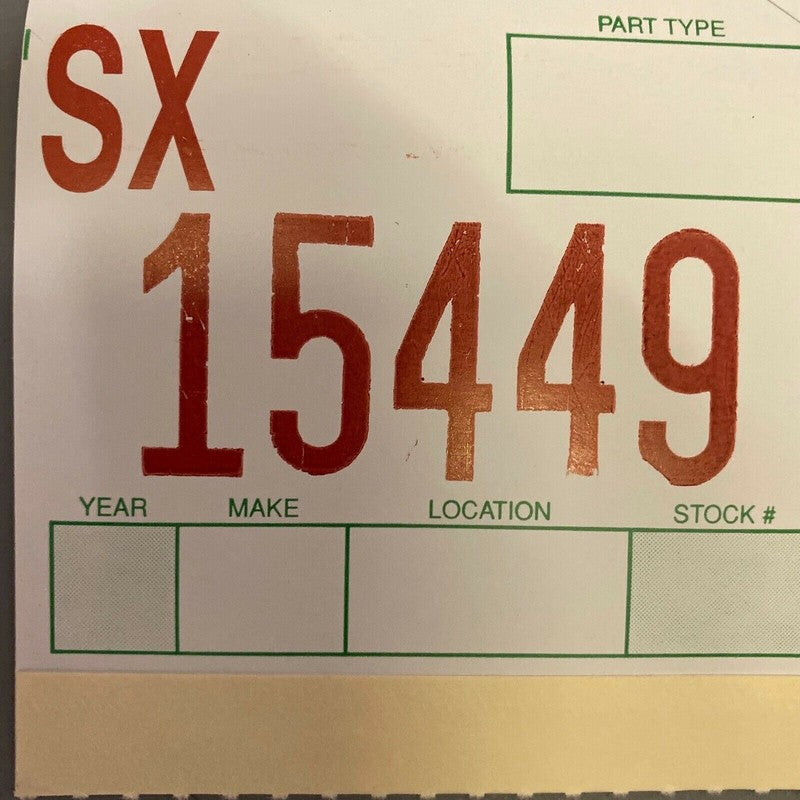 SX
PART TYPE
15449
YEAR MAKE LOCATION STOCK #